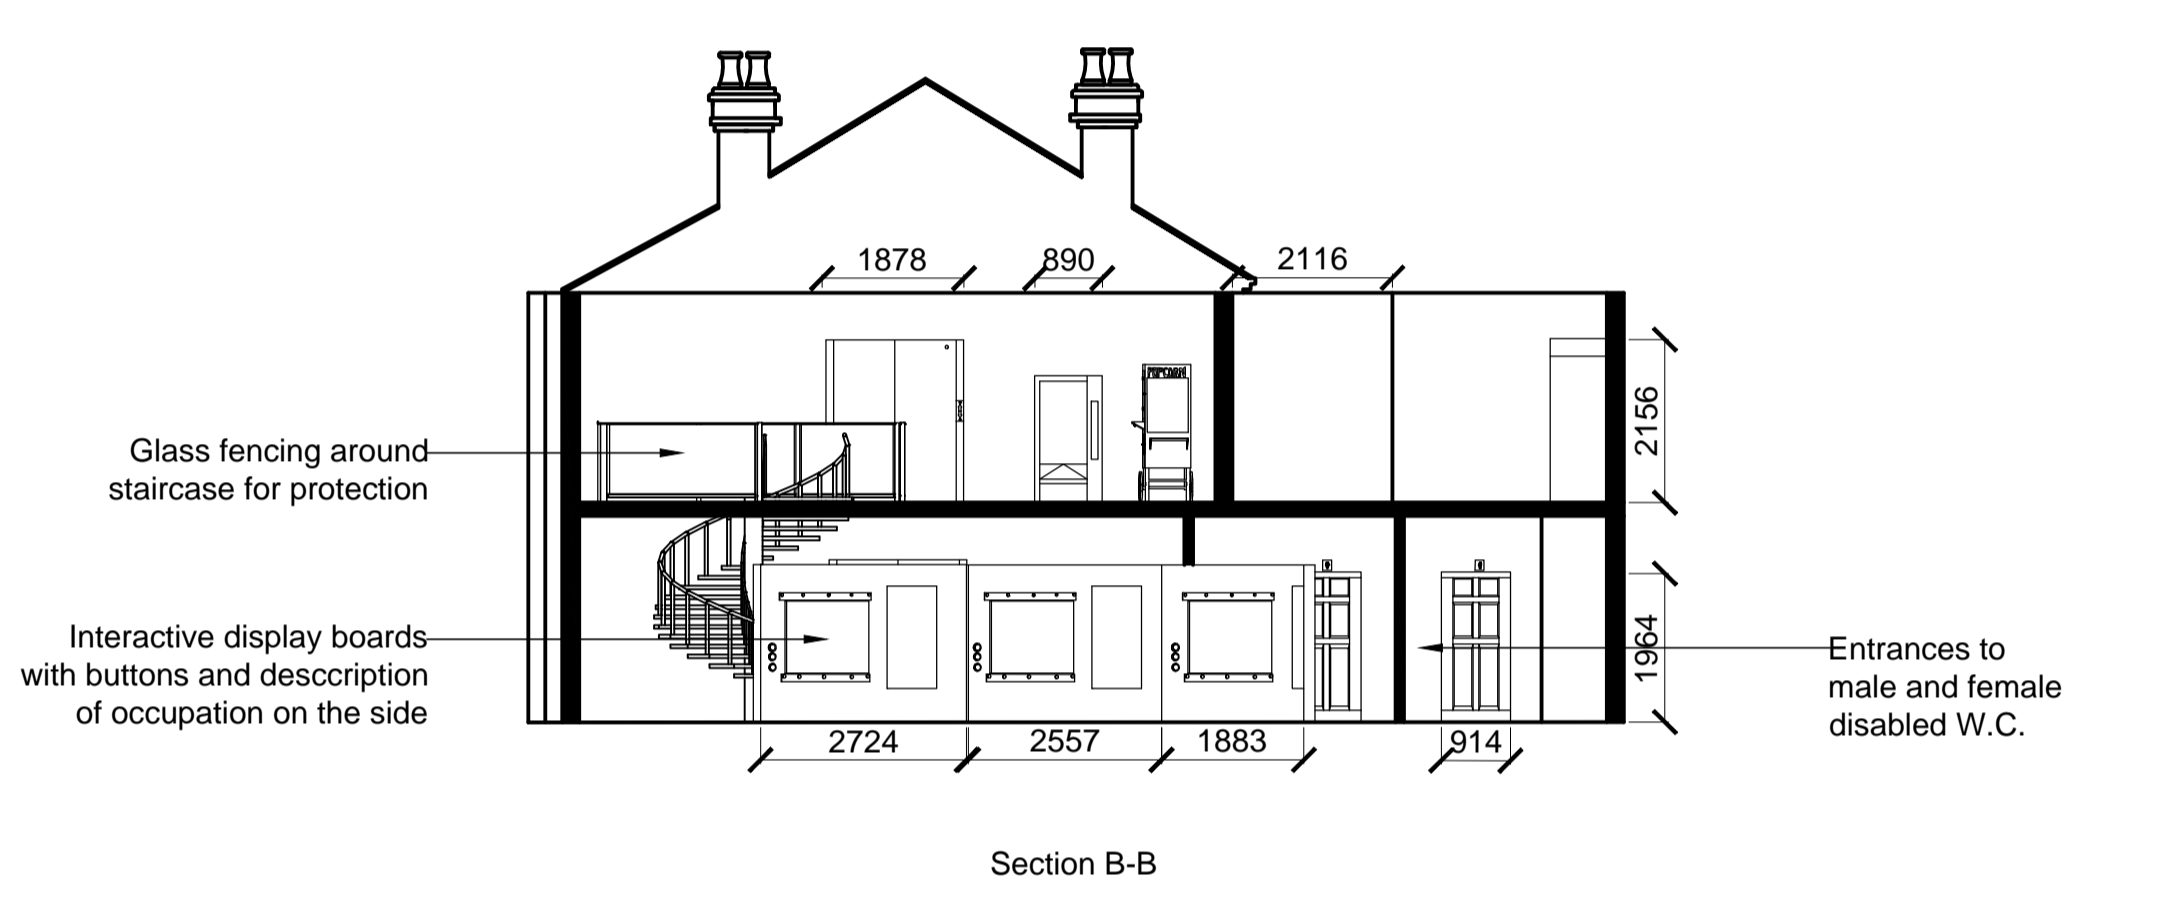 1878
890
2116
POPCORN
2156
Glass fencing around
staircase for protection
Interactive display boards
with buttons and desccription
of occupation on the side
1964
Entrances to
male and female
disabled W.C.
2724
2557
1883
914
Section B-B